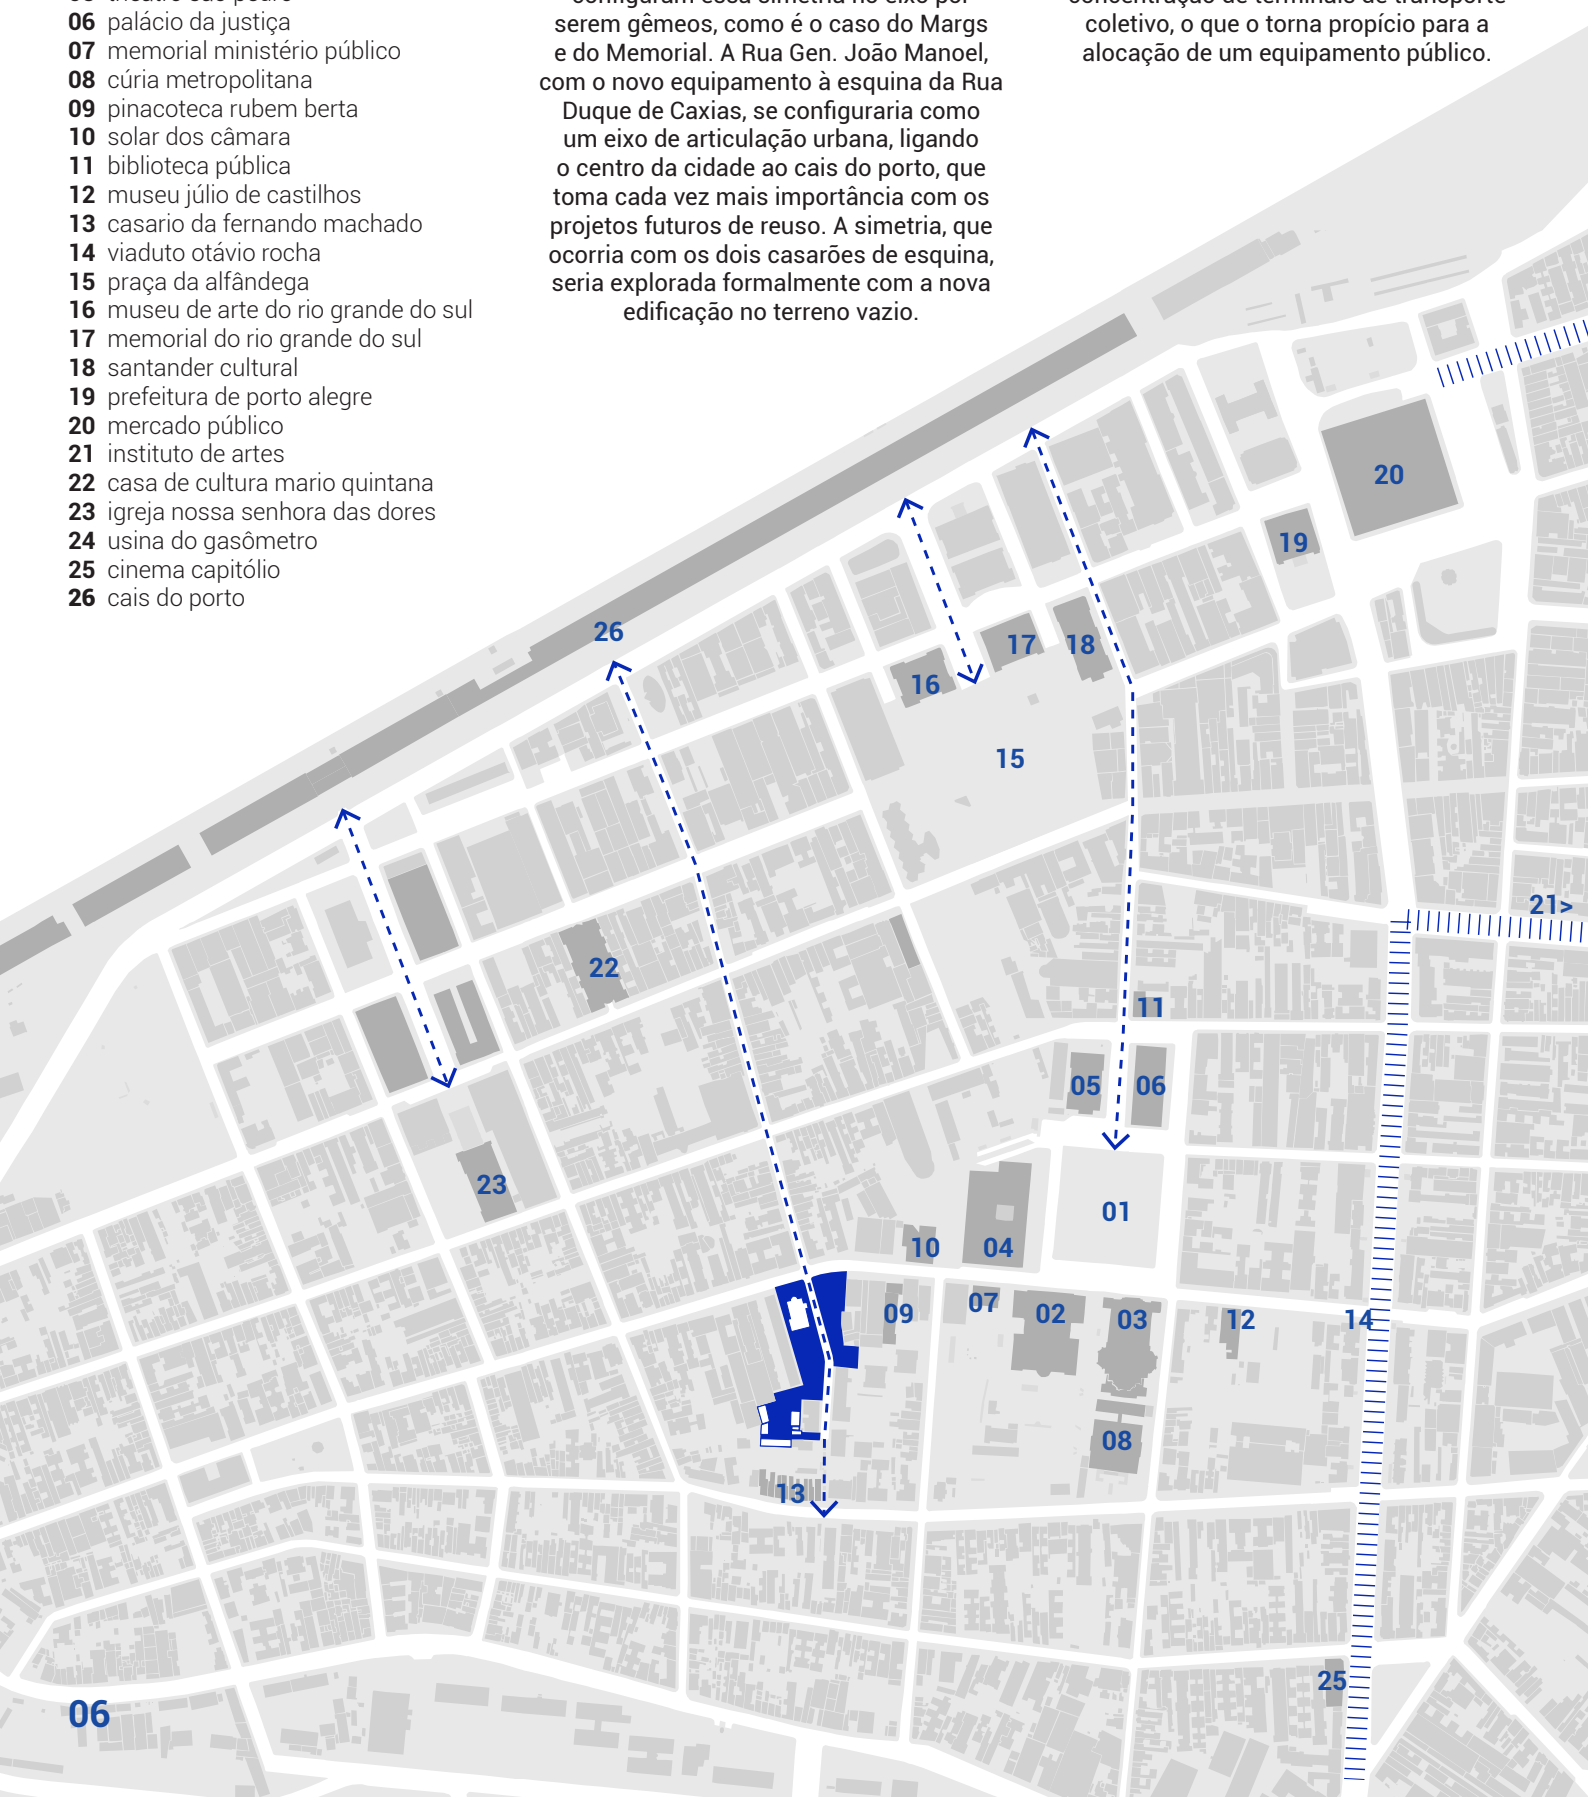 06 palácio da justiça
07 memorial ministério público
08 cúria metropolitana
09 pinacoteca rubem berta
10 solar dos câmara
11 biblioteca pública
12 museu júlio de castilhos
13 casario da fernando machado
14 viaduto otávio rocha
15 praça da alfândega
16 museu de arte do rio grande do sul
17 memorial do rio grande do sul
18 santander cultural
19 prefeitura de porto alegre
20 mercado público
21 instituto de artes
22 casa de cultura mario quintana
23 igreja nossa senhora das dores
24 usina do gasômetro
25 cinema capitólio
26 cais do porto
serem gêmeos, como é o caso do Margs
e do Memorial. A Rua Gen. João Manoel,
com o novo equipamento à esquina da Rua
Duque de Caxias, se configuraria como
um eixo de articulação urbana, ligando
o centro da cidade ao cais do porto, que
toma cada vez mais importância com os
projetos futuros de reuso. A simetria, que
ocorria com os dois casarões de esquina,
seria explorada formalmente com a nova
edificação no terreno vazio.
coletivo, o que o torna propício para a
alocação de um equipamento público.
20
19
26
17
18
16
15
21>
22
11
05
06
23
01
10
04
07
02
03
09
12
14
08
13
25
06